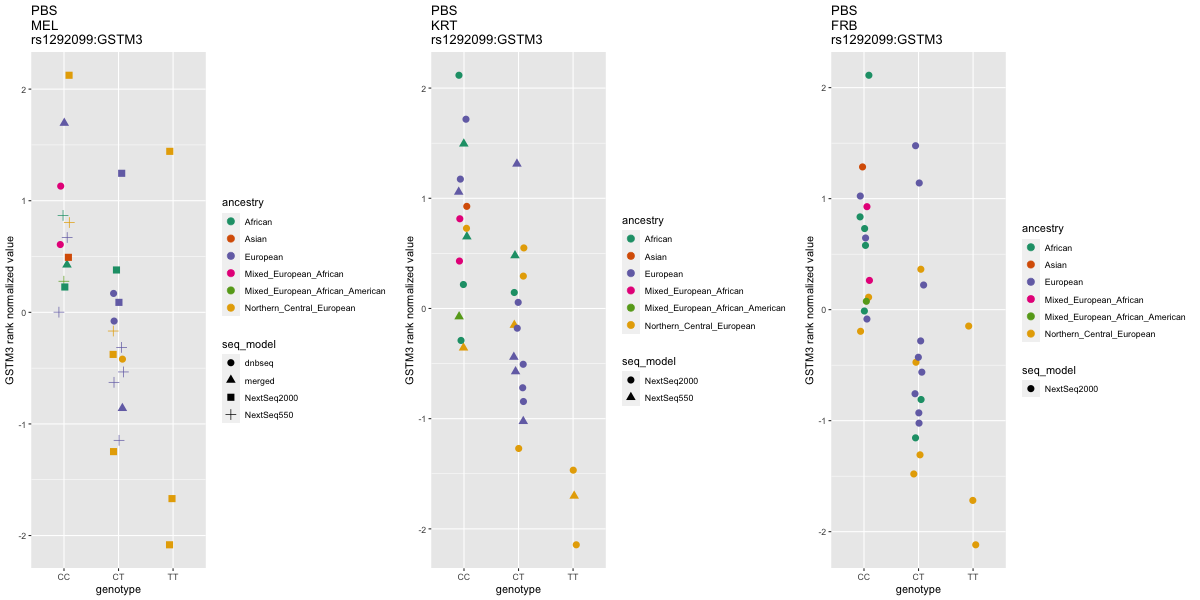 PBS
MEL
rs1292099:GSTM3
GSTM3 rank normalized value
2
1
0
-1
-2
CC
CT
TT
genotype
ancestry
African
Asian
European
Mixed_European_African
Mixed_European_African_American
Northern_Central_European
seq_model
dnbseq
merged
NextSeq2000
NextSeq550
PBS
KRT
rs1292099:GSTM3
GSTM3 rank normalized value
2
1
0
-1
-2
CC
CT
TT
genotype
ancestry
African
Asian
European
Mixed_European_African
Mixed_European_African_American
Northern_Central_European
seq_model
NextSeq2000
NextSeq550
PBS
FRB
rs1292099:GSTM3
GSTM3 rank normalized value
2
1
0
-1
-2
CC
CT
TT
genotype
ancestry
African
Asian
European
Mixed_European_African
Mixed_European_African_American
Northern_Central_European
seq_model
NextSeq2000